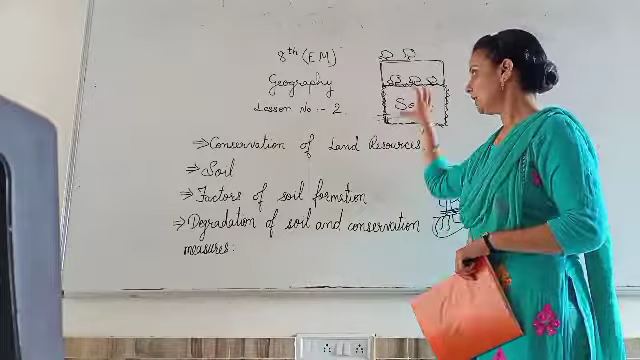 8th (EM)
Geography
Lesson No :- 2
⇒ Conservation of Land Resources.
⇒ Soil
⇒ Factors of soil formation
⇒ Degradation of soil and conservation
measures.